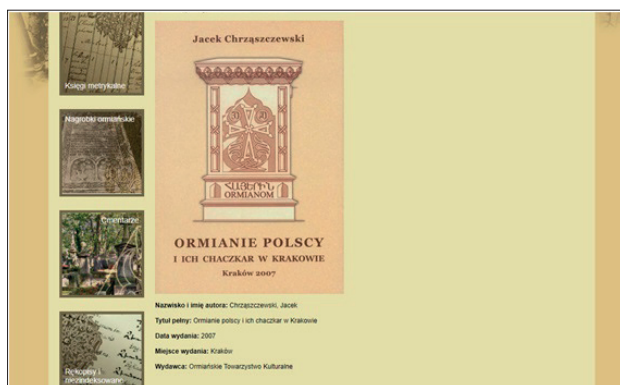 Księgi metrykalne
Nagrobki ormiańskie
Cmentarze
Rękopisy i
niezindeksowane
Jacek Chrząszczewski
ORMIANOM
ORMIANIE POLSCY
I ICH CHACZKAR W KRAKOWIE
Kraków 2007
Nazwisko i imię autora: Chrząszczewski, Jacek
Tytuł pełny: Ormianie polscy i ich chaczkar w Krakowie
Data wydania: 2007
Miejsce wydania: Kraków
Wydawca: Ormiańskie Towarzystwo Kulturalne